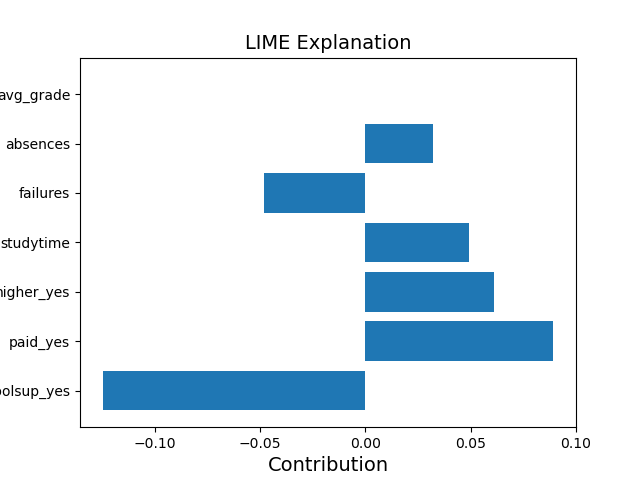 LIME Explanation
avg_grade
absences
failures
studytime
higher_yes
paid_yes
oolsup_yes
−0.10 −0.05 0.00 0.05 0.10
Contribution